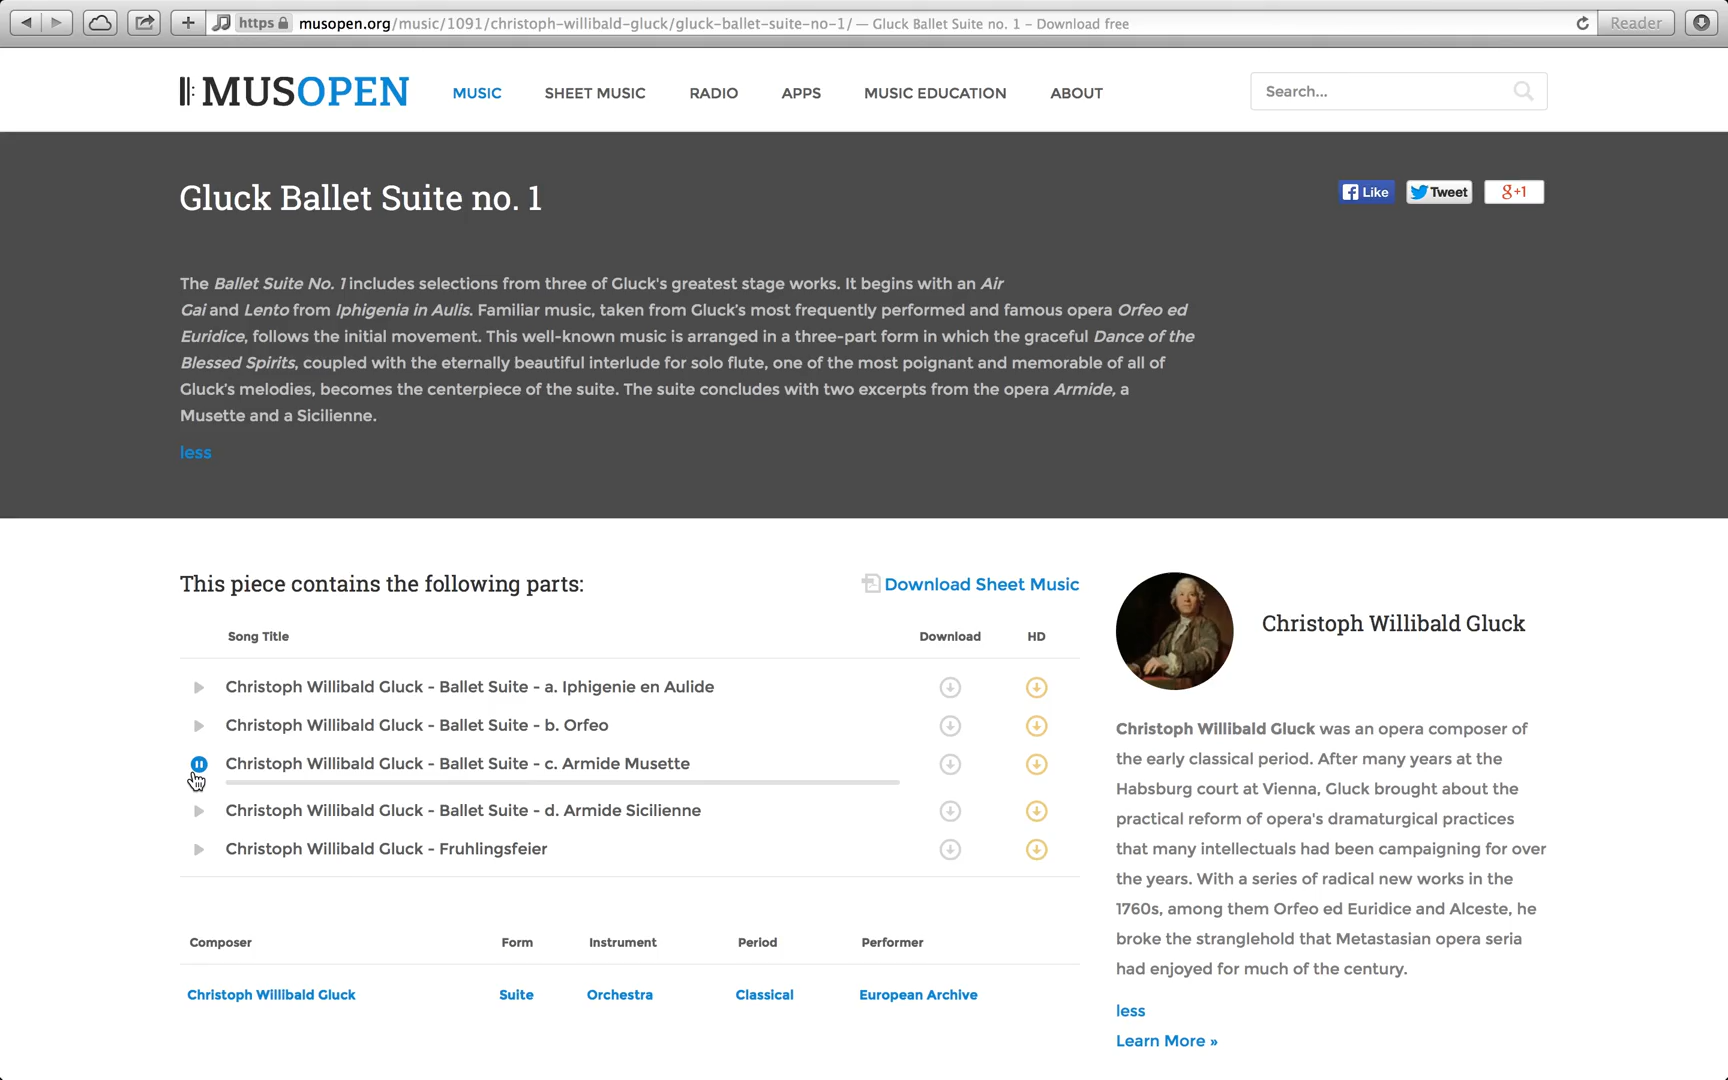 https musopen.org/music/1091/christoph-willibald-gluck/gluck-ballet-suite-no-1/ — Gluck Ballet Suite no. 1 - Download free
Reader
MUSOPEN
MUSIC SHEET MUSIC RADIO APPS MUSIC EDUCATION ABOUT
Search...
Gluck Ballet Suite no. 1
Like Tweet g+1
The Ballet Suite No. 1 includes selections from three of Gluck's greatest stage works. It begins with an Air
Gai and Lento from Iphigenia in Aulis. Familiar music, taken from Gluck's most frequently performed and famous opera Orfeo ed
Euridice, follows the initial movement. This well-known music is arranged in a three-part form in which the graceful Dance of the
Blessed Spirits, coupled with the eternally beautiful interlude for solo flute, one of the most poignant and memorable of all of
Gluck's melodies, becomes the centerpiece of the suite. The suite concludes with two excerpts from the opera Armide, a
Musette and a Sicilienne.
less
This piece contains the following parts:
Download Sheet Music
Song Title Download HD
Christoph Willibald Gluck - Ballet Suite - a. Iphigenie en Aulide
Christoph Willibald Gluck - Ballet Suite - b. Orfeo
Christoph Willibald Gluck - Ballet Suite - c. Armide Musette
Christoph Willibald Gluck - Ballet Suite - d. Armide Sicilienne
Christoph Willibald Gluck - Fruhlingsfeier
Composer Form Instrument Period Performer
Christoph Willibald Gluck Suite Orchestra Classical European Archive
Christoph Willibald Gluck
Christoph Willibald Gluck was an opera composer of
the early classical period. After many years at the
Habsburg court at Vienna, Gluck brought about the
practical reform of opera's dramaturgical practices
that many intellectuals had been campaigning for over
the years. With a series of radical new works in the
1760s, among them Orfeo ed Euridice and Alceste, he
broke the stranglehold that Metastasian opera seria
had enjoyed for much of the century.
less
Learn More »